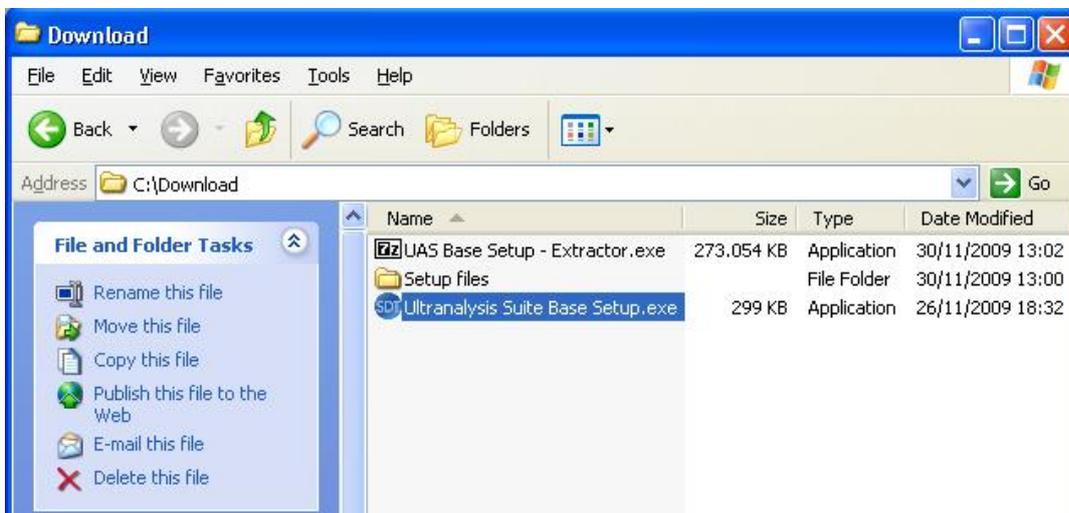 Download
File Edit View Favorites Tools Help
Back Search Folders
Address C:\Download Go
Name Size Type Date Modified
File and Folder Tasks
Rename this file
Move this file
Copy this file
Publish this file to the
Web
E-mail this file
Delete this file
7z UAS Base Setup - Extractor.exe 273.054 KB Application 30/11/2009 13:02
Setup files File Folder 30/11/2009 13:00
SDT Ultranalysis Suite Base Setup.exe 299 KB Application 26/11/2009 18:32